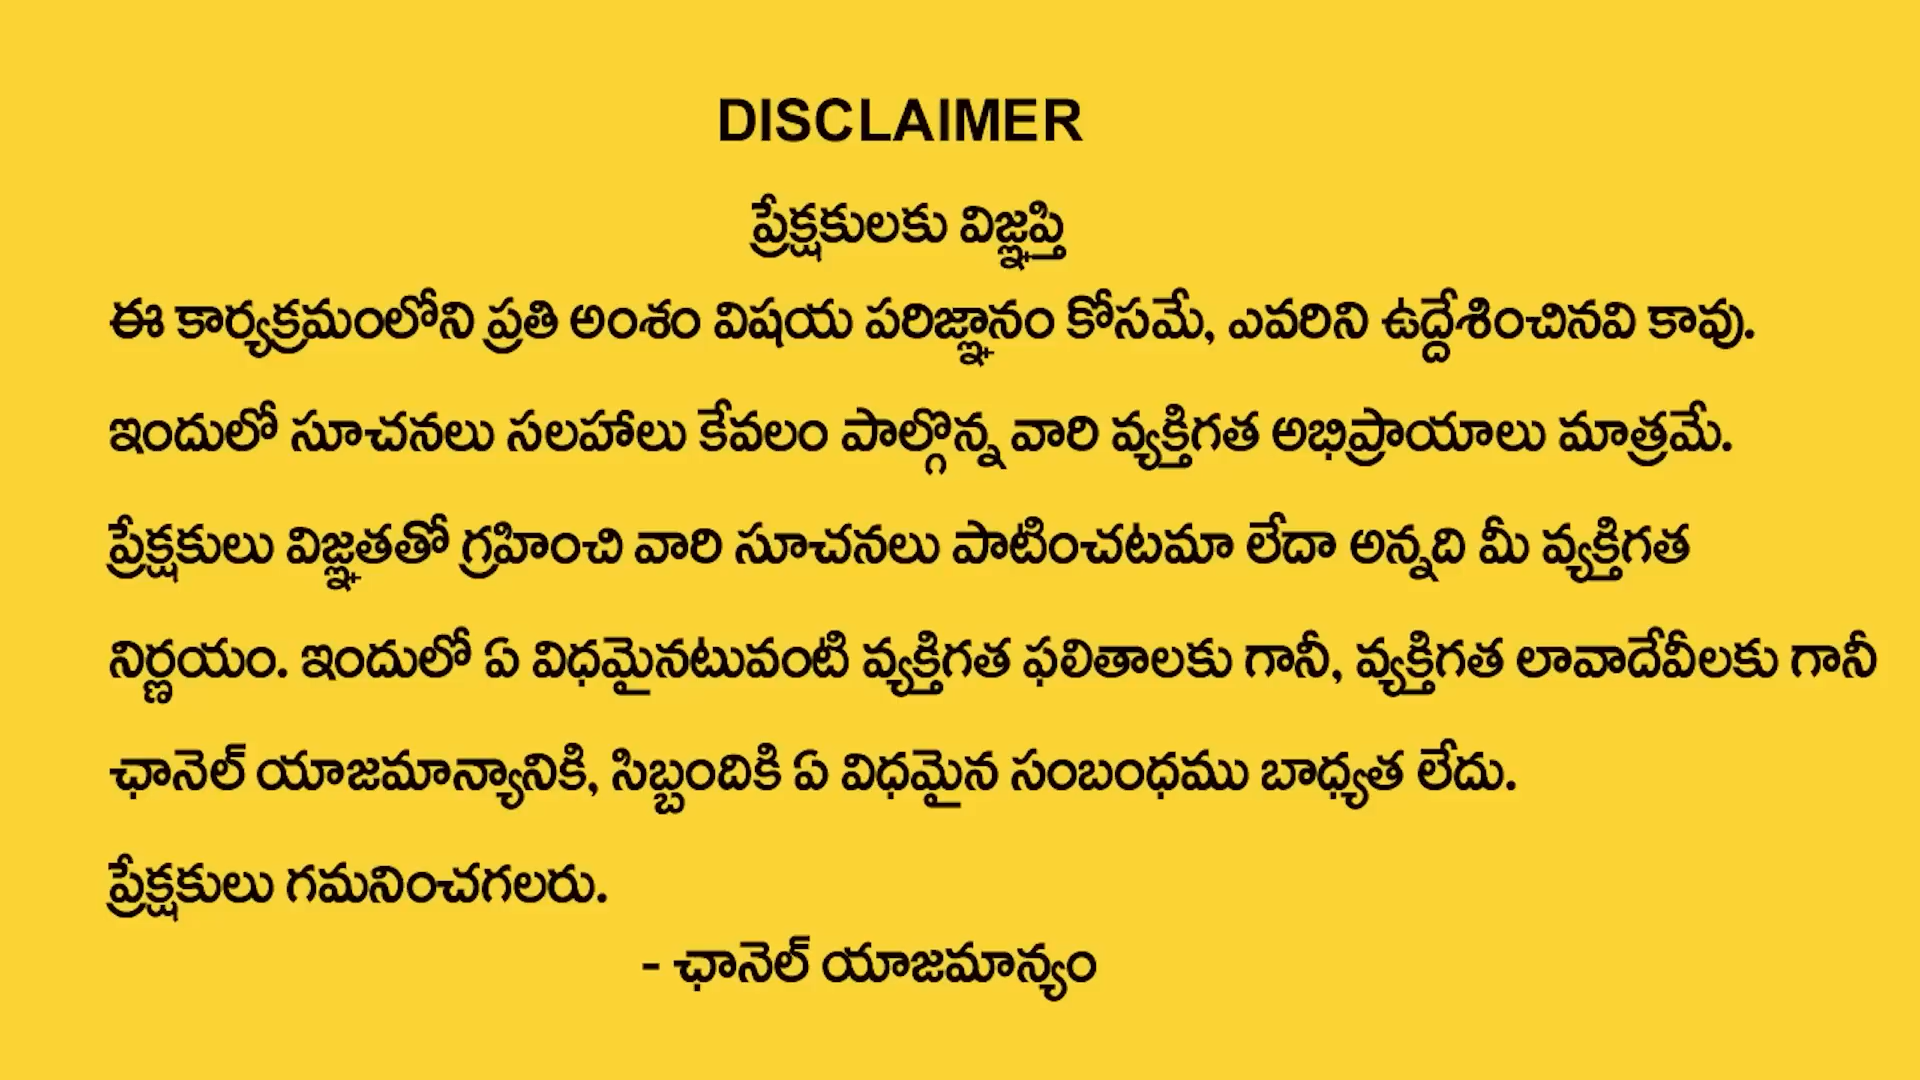 DISCLAIMER
ప్రేక్షకులకు విజ్ఞప్తి
ఈ కార్యక్రమంలోని ప్రతి అంశం విషయ పరిజ్ఞానం కోసమే, ఎవరిని ఉద్దేశించినవి కావు.
ఇందులో సూచనలు సలహాలు కేవలం పాల్గొన్న వారి వ్యక్తిగత అభిప్రాయాలు మాత్రమే.
ప్రేక్షకులు విజ్ఞతతో గ్రహించి వారి సూచనలు పాటించటమా లేదా అన్నది మీ వ్యక్తిగత
నిర్ణయం. ఇందులో ఏ విధమైనటువంటి వ్యక్తిగత ఫలితాలకు గానీ, వ్యక్తిగత లావాదేవీలకు గానీ
ఛానెల్ యాజమాన్యానికి, సిబ్బందికి ఏ విధమైన సంబంధము బాధ్యత లేదు.
ప్రేక్షకులు గమనించగలరు.
- ఛానెల్ యాజమాన్యం